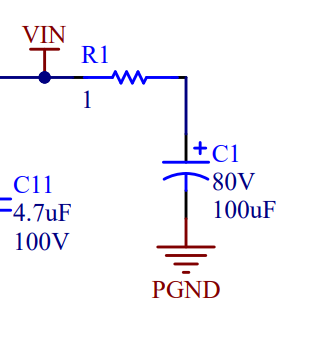 VIN
R1
1
+
C1
80V
100uF
C11
4.7uF
100V
PGND